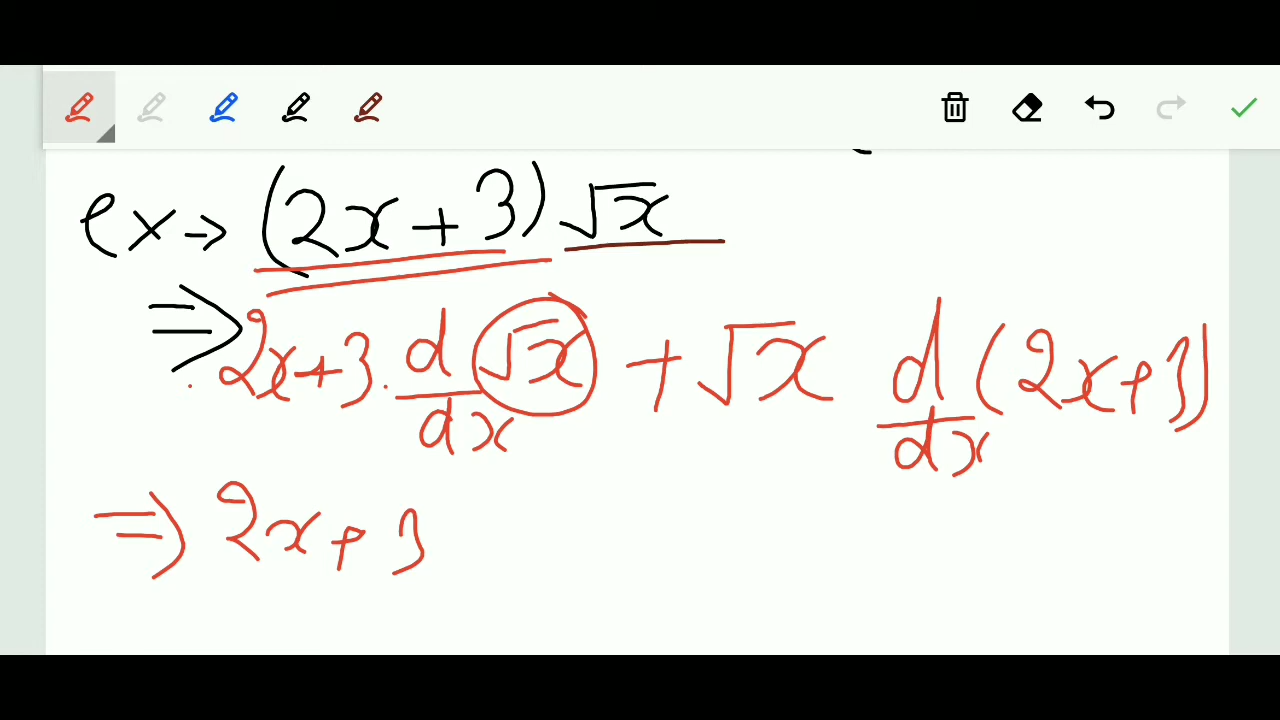 ex → (2x+3)√x
⇒ 2x+3 . d/dx √x + √x d/dx (2x+3)
⇒ 2x+3